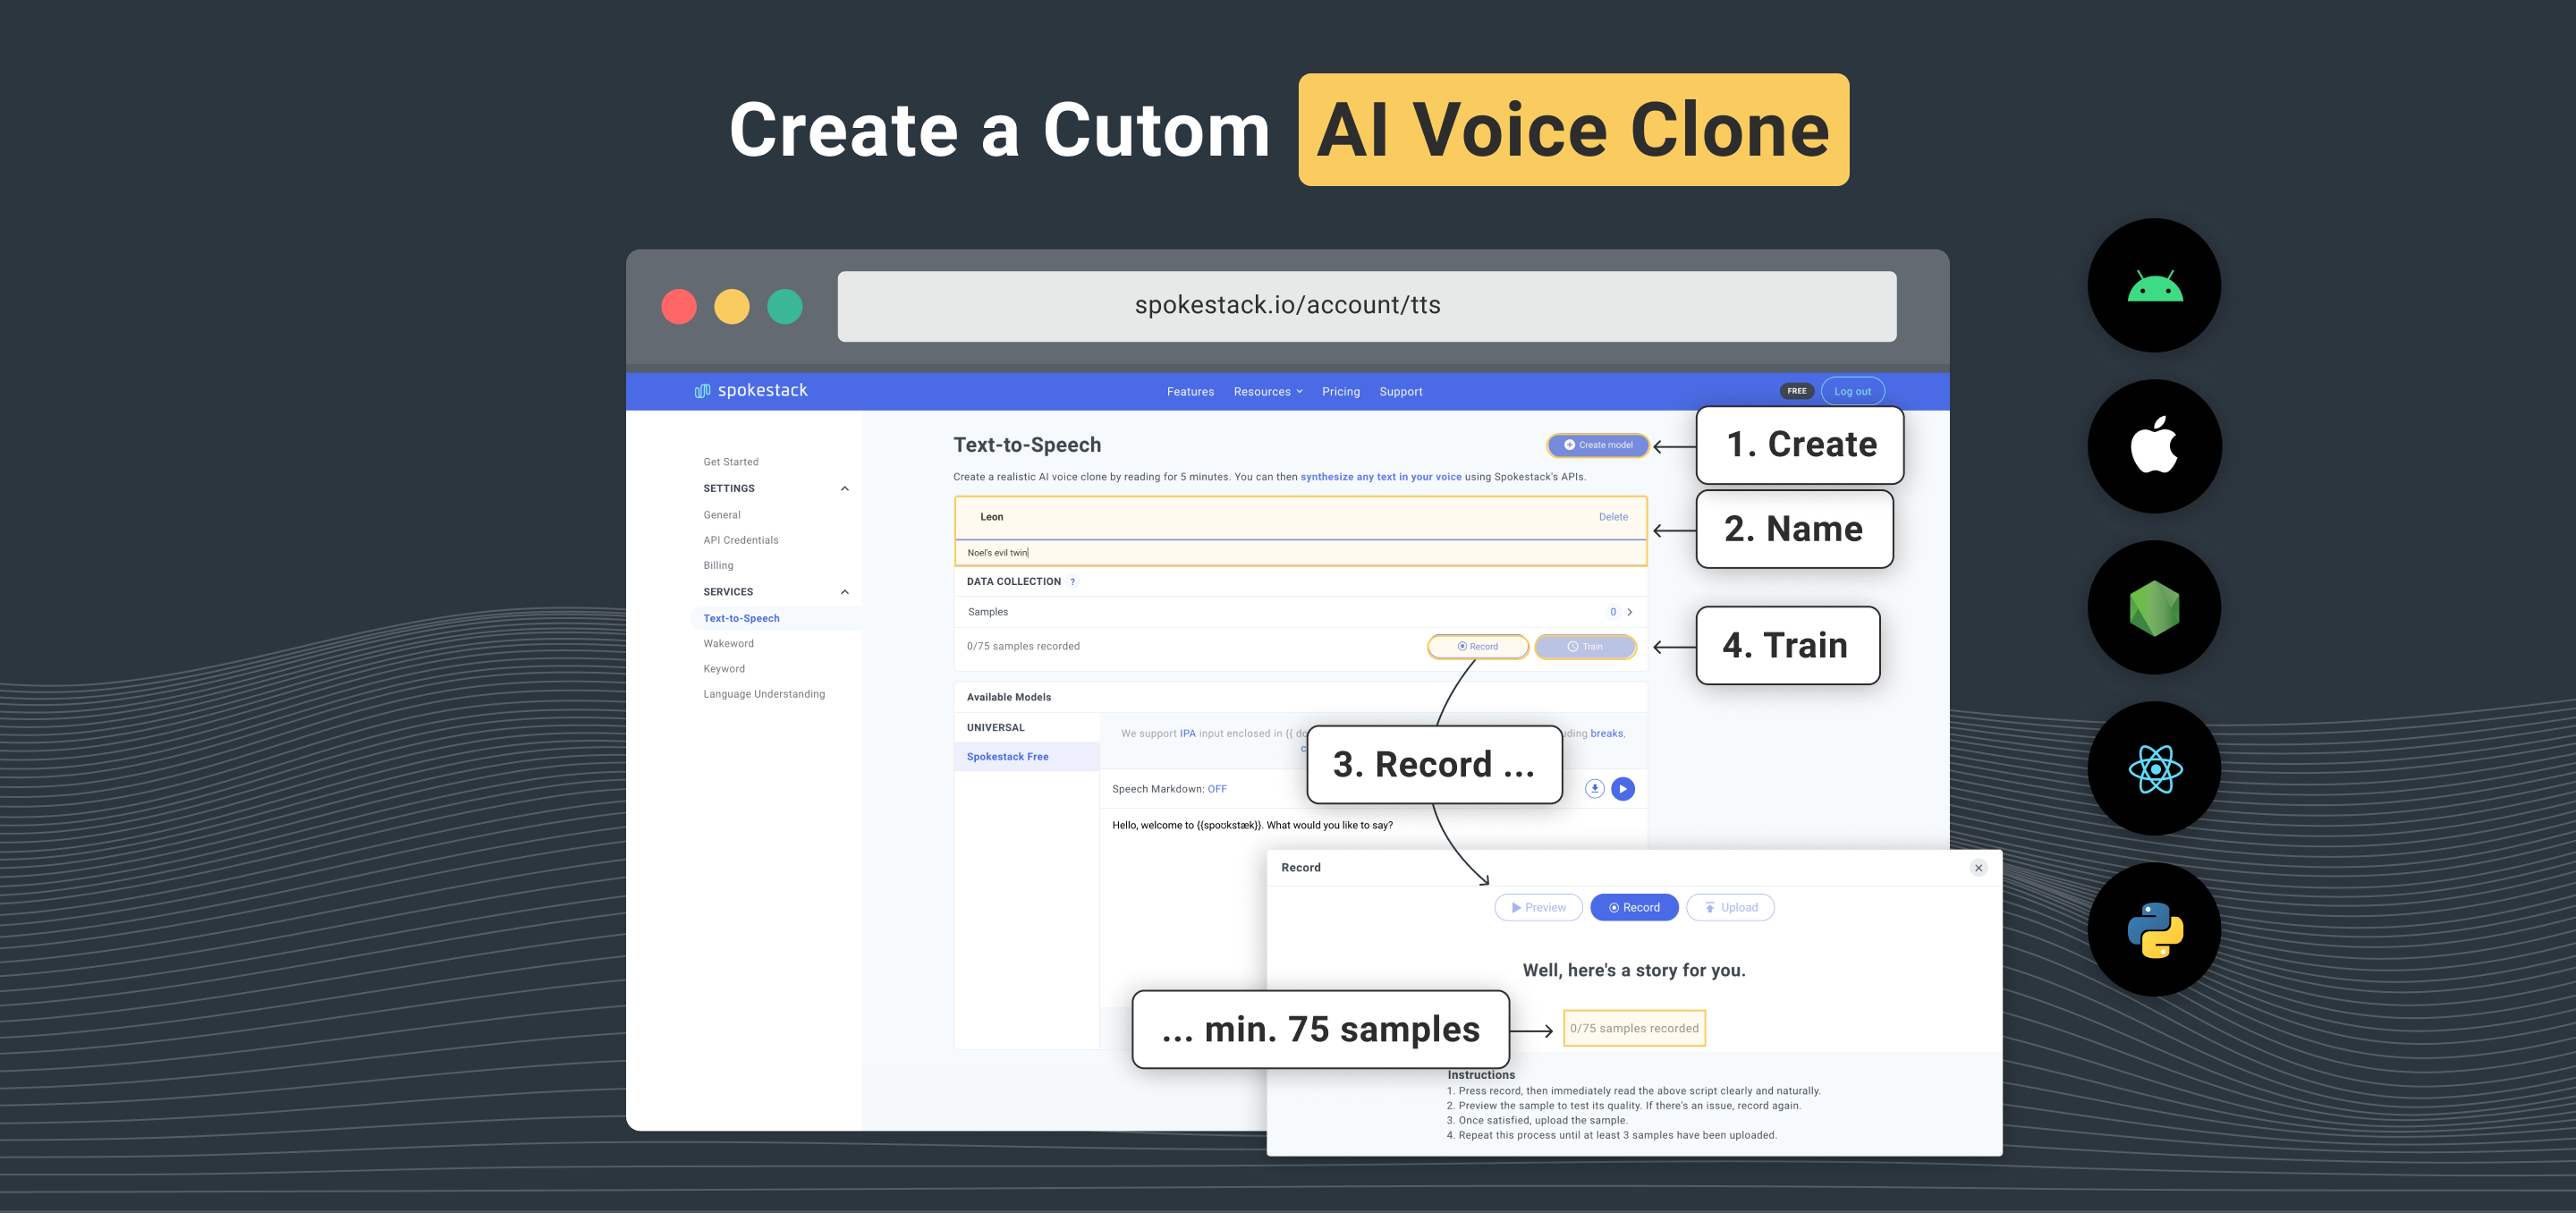 Create a Cutom AI Voice Clone
spokestack.io/account/tts
spokestack
Features Resources Pricing Support
FREE Log out
Get Started
SETTINGS
General
API Credentials
Billing
SERVICES
Text-to-Speech
Wakeword
Keyword
Language Understanding
Text-to-Speech
Create model
1. Create
Create a realistic AI voice clone by reading for 5 minutes. You can then synthesize any text in your voice using Spokestack's APIs.
Leon Delete
2. Name
Noel's evil twin
DATA COLLECTION ?
Samples 0
0/75 samples recorded Record Train
4. Train
Available Models
UNIVERSAL
Spokestack Free
We support IPA input enclosed in {{ breaks,
3. Record ...
Speech Markdown: OFF
Hello, welcome to {{spoʊkstæk}}. What would you like to say?
Record
Preview Record Upload
Well, here's a story for you.
... min. 75 samples
0/75 samples recorded
Instructions
1. Press record, then immediately read the above script clearly and naturally.
2. Preview the sample to test its quality. If there's an issue, record again.
3. Once satisfied, upload the sample.
4. Repeat this process until at least 3 samples have been uploaded.